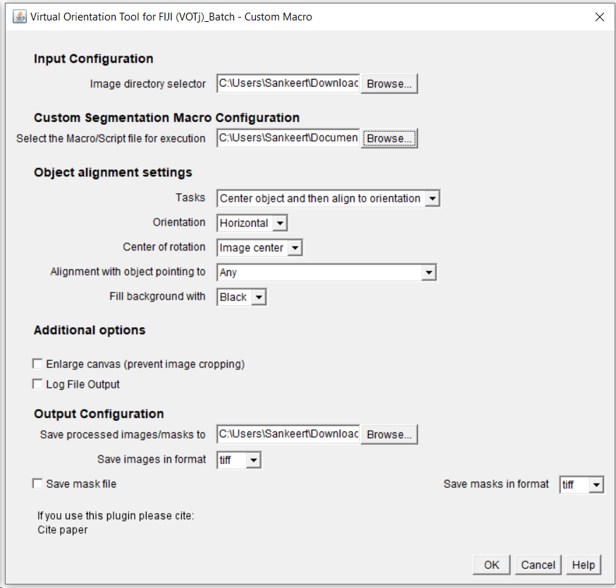 Virtual Orientation Tool for FIJI (VOTj)_Batch - Custom Macro
Input Configuration
Image directory selector C:\Users\Sankeert\Downloac Browse...
Custom Segmentation Macro Configuration
Select the Macro/Script file for execution C:\Users\Sankeert\Documen Browse...
Object alignment settings
Tasks Center object and then align to orientation
Orientation Horizontal
Center of rotation Image center
Alignment with object pointing to Any
Fill background with Black
Additional options
Enlarge canvas (prevent image cropping)
Log File Output
Output Configuration
Save processed images/masks to C:\Users\Sankeert\Downloac Browse...
Save images in format tiff
Save mask file Save masks in format tiff
If you use this plugin please cite:
Cite paper
OK Cancel Help